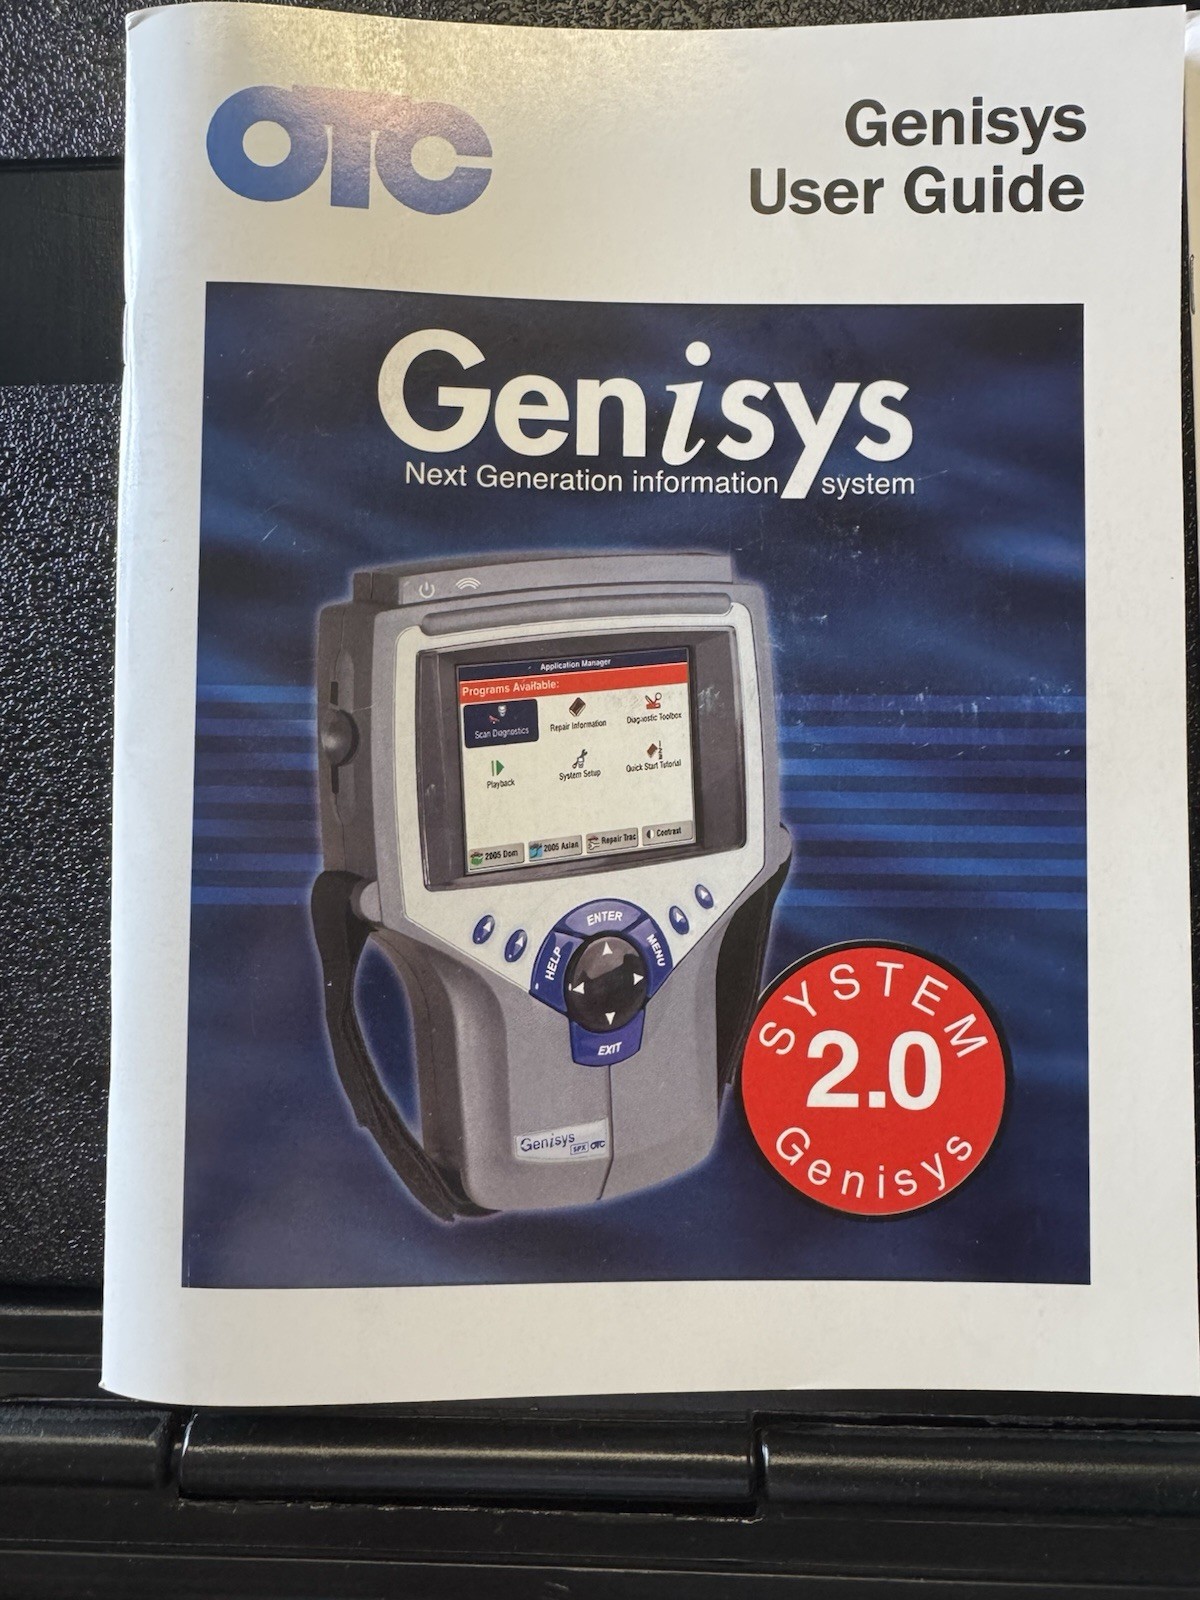 OTC
Genisys
User Guide
Genisys
Next Generation information system
Application Manager
Programs Available:
Scan Diagnostics
Repair Information
Diagnostic Toolbox
Playback
System Setup
Quick Start Tutorial
2005 Dom
2005 Asian
Repair Trac
Contrast
ENTER
HELP
MENU
EXIT
Genisys
SPX OTC
SYSTEM
2.0
Genisys